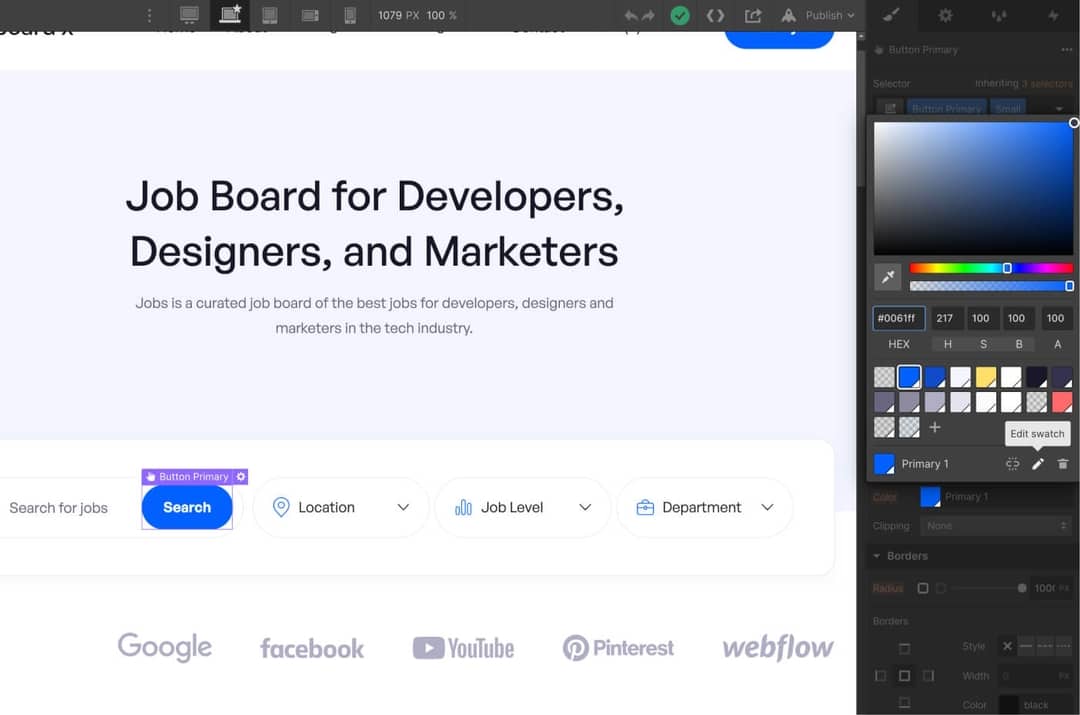 1079 PX 100 %
Publish
Button Primary
Selector
Inheriting 3 selectors
Button Primary Small
Job Board for Developers,
Designers, and Marketers
Jobs is a curated job board of the best jobs for developers, designers and
marketers in the tech industry.
#0061ff 217 100 100 100
HEX H S B A
Edit swatch
Primary 1
Button Primary
Search for jobs
Search
Location
Job Level
Department
Color Primary 1
Clipping None
Borders
Radius PX
Borders
Style
Width 0 PX
Color black
Google
facebook
YouTube
Pinterest
webflow